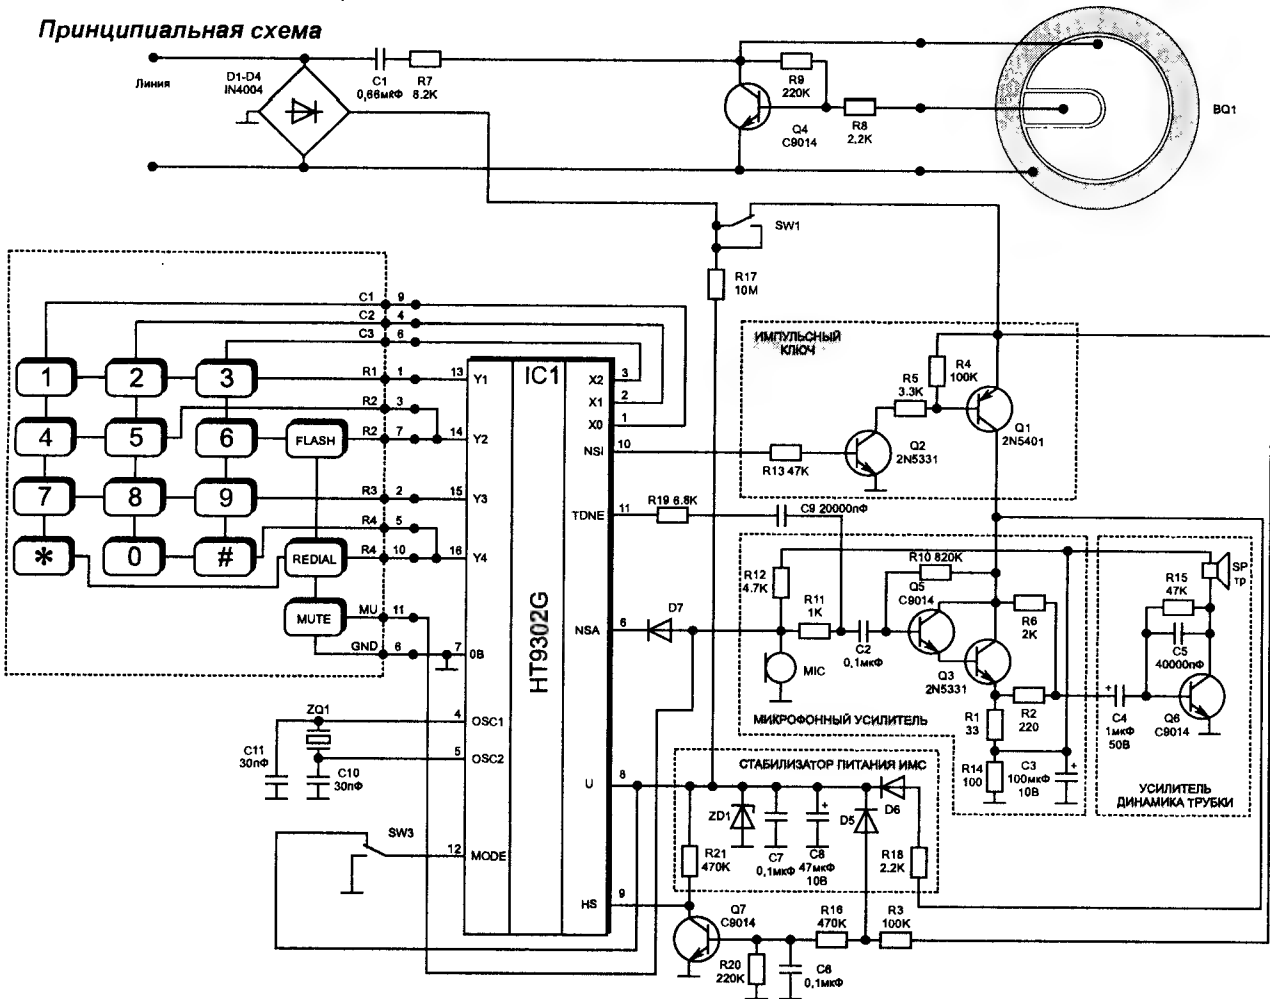 Принципиальная схема
Линия
D1-D4
IN4004
C1
0,66мкФ
R7
8.2K
R9
220K
Q4
C9014
R8
2,2K
BQ1
SW1
R17
10M
ИМПУЛЬСНЫЙ
КЛЮЧ
R4
100K
R5
3.3K
Q1
2N5401
Q2
2N5331
R13 47K
C1 9
C2 4
C3 6
1 2 3
R1 1
R2 3
4 5 6 FLASH
R2 7
7 8 9
R3 2
R4 5
* 0 # REDIAL
R4 10
MUTE
MU 11
GND 6
IC1
HT9302G
13 Y1
14 Y2
15 Y3
16 Y4
7 0B
4 OSC1
5 OSC2
12 MODE
X2 3
X1 2
X0 1
NSI 10
TDNE 11
NSA 6
U 8
HS 9
R19 6.8K
C9 20000пФ
R10 820K
R12
4.7K
Q5
C9014
R11
1K
D7
MIC
C2
0,1мкФ
Q3
2N5331
R6
2K
R1
33
R2
220
R14
100
C3
100мкФ
10В
+
МИКРОФОННЫЙ УСИЛИТЕЛЬ
SP
тр
R15
47K
C5
40000пФ
+
C4
1мкФ
50В
Q6
C9014
УСИЛИТЕЛЬ
ДИНАМИКА ТРУБКИ
ZQ1
C11
30пФ
C10
30пФ
SW3
СТАБИЛИЗАТОР ПИТАНИЯ ИМС
ZD1
C7
0,1мкФ
+
C8
47мкФ
10В
D5
D6
R18
2.2K
R21
470K
Q7
C9014
R16
470K
R3
100K
R20
220K
C6
0,1мкФ